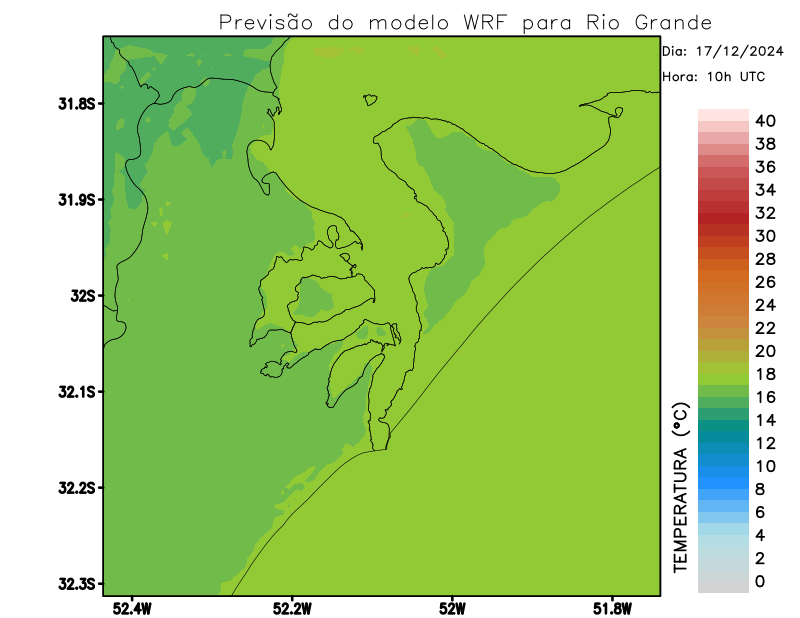 Previsão do modelo WRF para Rio Grande
Dia: 17/12/2024
Hora: 10h UTC
31.8S
31.9S
32S
32.1S
32.2S
32.3S
52.4W
52.2W
52W
51.8W
TEMPERATURA (°C)
40
38
36
34
32
30
28
26
24
22
20
18
16
14
12
10
8
6
4
2
0